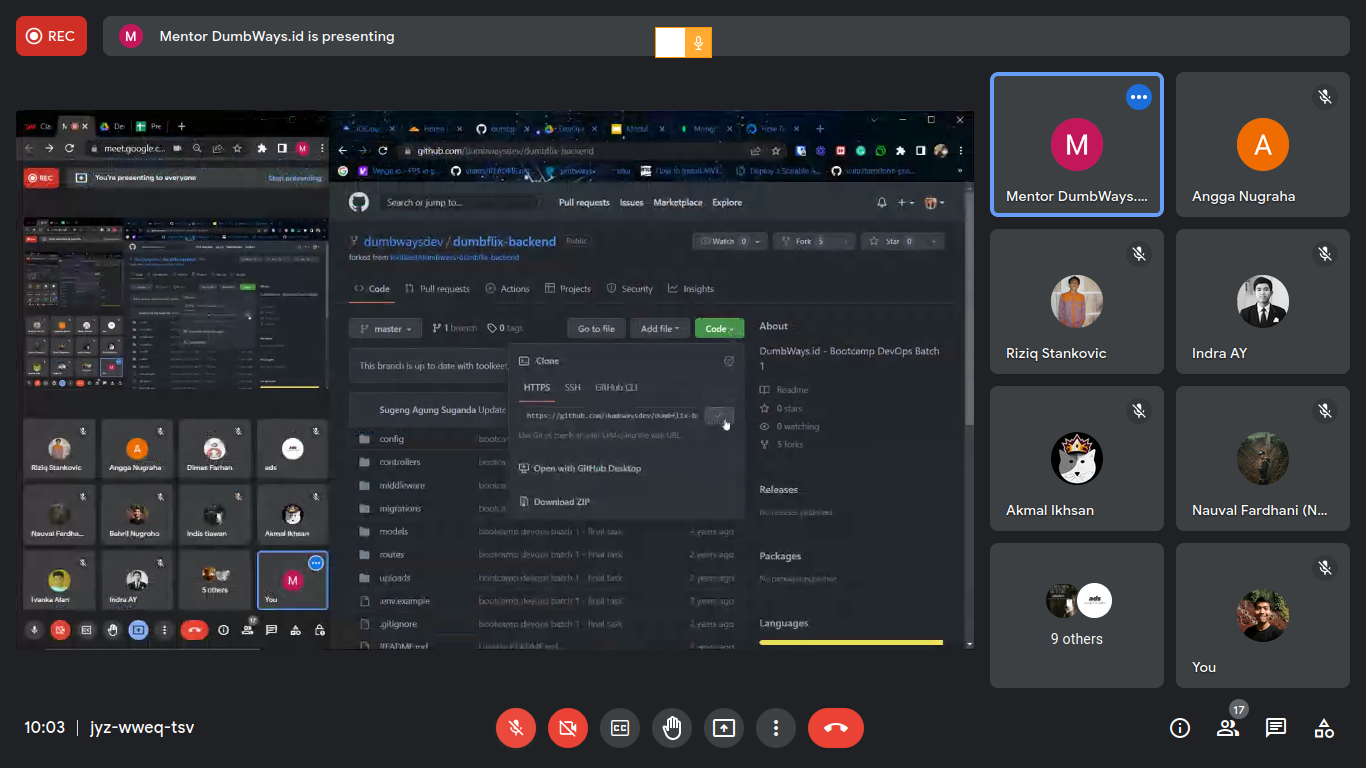 REC
M
Mentor DumbWays.id is presenting
meet.google.c...
REC
You're presenting to everyone
Stop presenting
Riziq Stankovic
Angga Nugraha
Dimas Farhan
ads
Nauval Fardha...
Bahril Nugroho
Indis tiawan
Akmal Ikhsan
Ivanka Alan
Indra AY
5 others
M
You
17
github.com/dumbwaysdev/dumbflix-backend
Search or jump to...
Pull requests
Issues
Marketplace
Explore
dumbwaysdev / dumbflix-backend
Public
Watch 0
Fork 5
Star 0
forked from
Code
Pull requests
Actions
Projects
Security
Insights
master
1 branch
0 tags
Go to file
Add file
Code
This branch is up to date with toolkee
Sugeng Agung Suganda Update
config
controllers
middleware
migrations
models
routes
uploads
.env.example
.gitignore
README.md
Clone
HTTPS
SSH
GitHub CLI
https://github.com/dumbwaysdev/dumbflix-b
Use Git or checkout with SVN using the web URL.
Open with GitHub Desktop
Download ZIP
bootcamp devops batch 1 - final task
2 years ago
bootcamp devops batch 1 - final task
2 years ago
bootcamp devops batch 1 - final task
2 years ago
bootcamp devops batch 1 - final task
2 years ago
bootcamp devops batch 1 - final task
2 years ago
About
DumbWays.id - Bootcamp DevOps Batch
1
Readme
0 stars
0 watching
5 forks
Releases
No releases published
Packages
No packages published
Languages
M
Mentor DumbWays....
A
Angga Nugraha
Riziq Stankovic
Indra AY
Akmal Ikhsan
Nauval Fardhani (N...
ads
9 others
You
10:03 | jyz-wweq-tsv
17